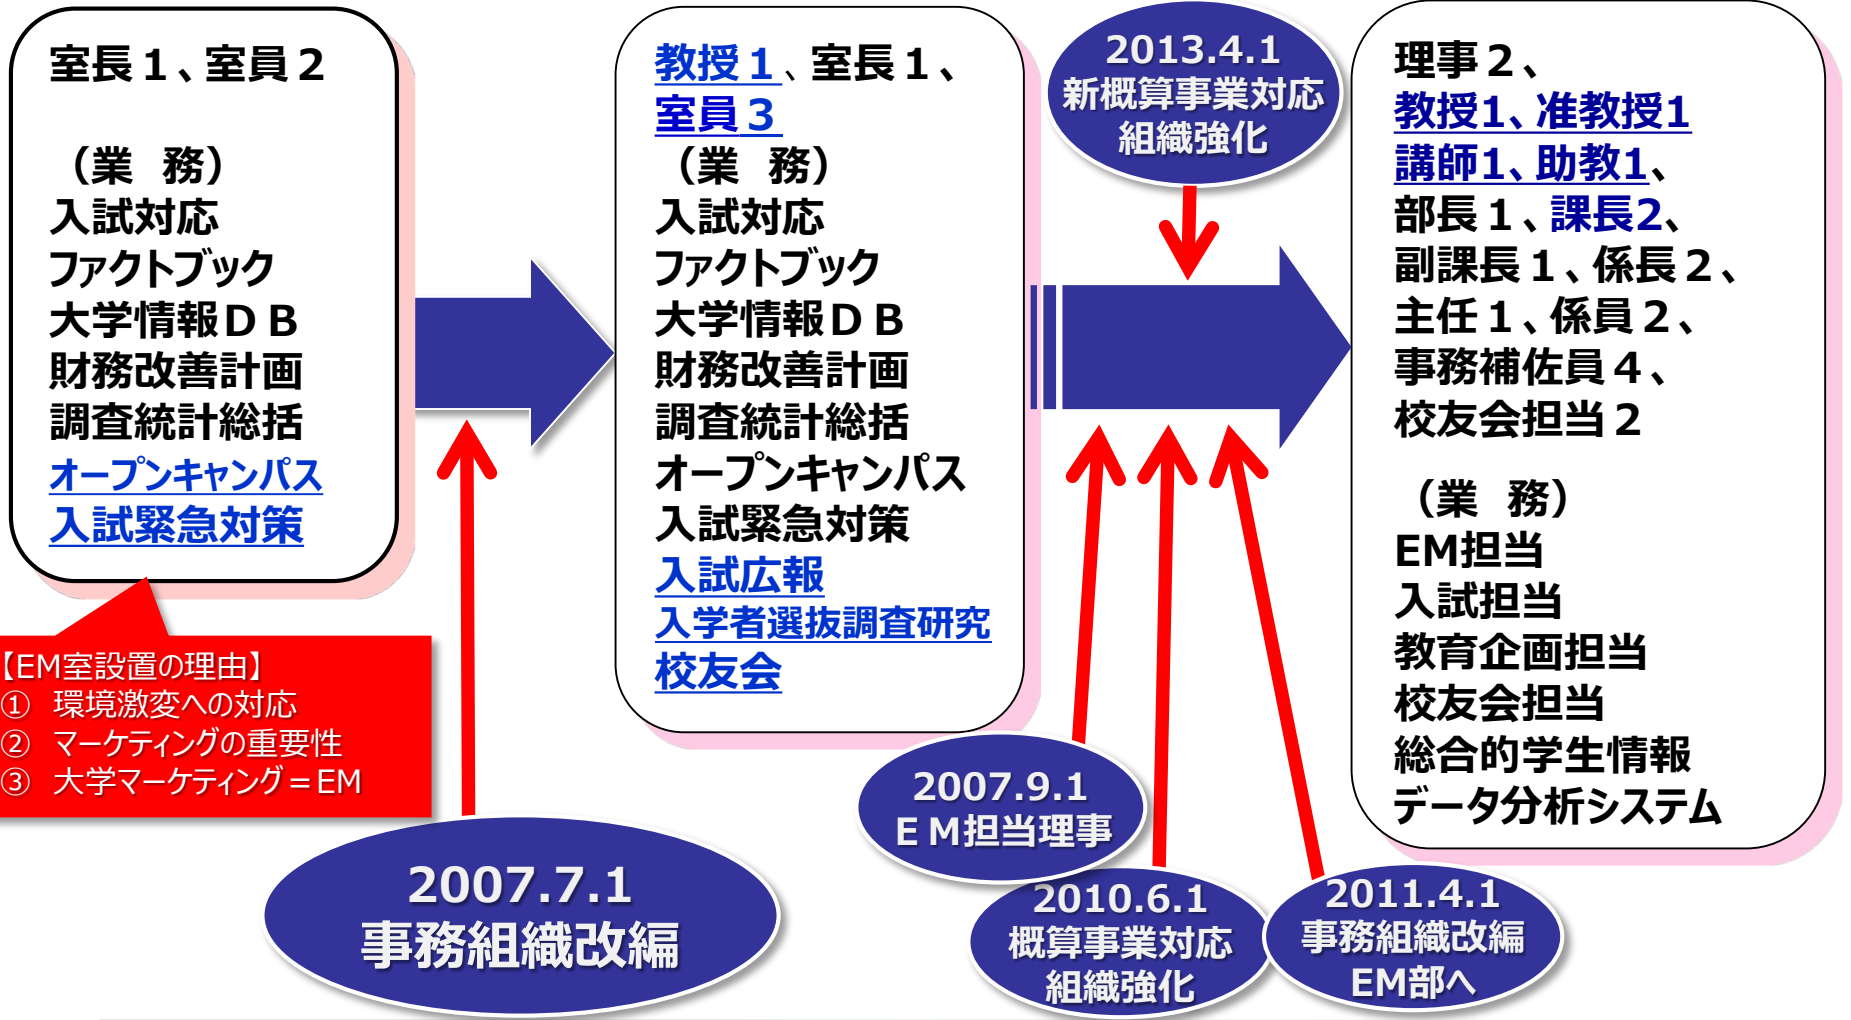 室長１、室員２
（業　務）
入試対応
ファクトブック
大学情報ＤＢ
財務改善計画
調査統計総括
オープンキャンパス
入試緊急対策
【EM室設置の理由】
①　環境激変への対応
②　マーケティングの重要性
③　大学マーケティング＝EM
2007.7.1
事務組織改編
教授１、室長１、
室員３
（業　務）
入試対応
ファクトブック
大学情報ＤＢ
財務改善計画
調査統計総括
オープンキャンパス
入試緊急対策
入試広報
入学者選抜調査研究
校友会
2007.9.1
ＥＭ担当理事
2010.6.1
概算事業対応
組織強化
2011.4.1
事務組織改編
EM部へ
2013.4.1
新概算事業対応
組織強化
理事２、
教授1、准教授1
講師1、助教1、
部長１、課長2、
副課長１、係長２、
主任１、係員２、
事務補佐員４、
校友会担当２
（業　務）
EM担当
入試担当
教育企画担当
校友会担当
総合的学生情報
データ分析システム